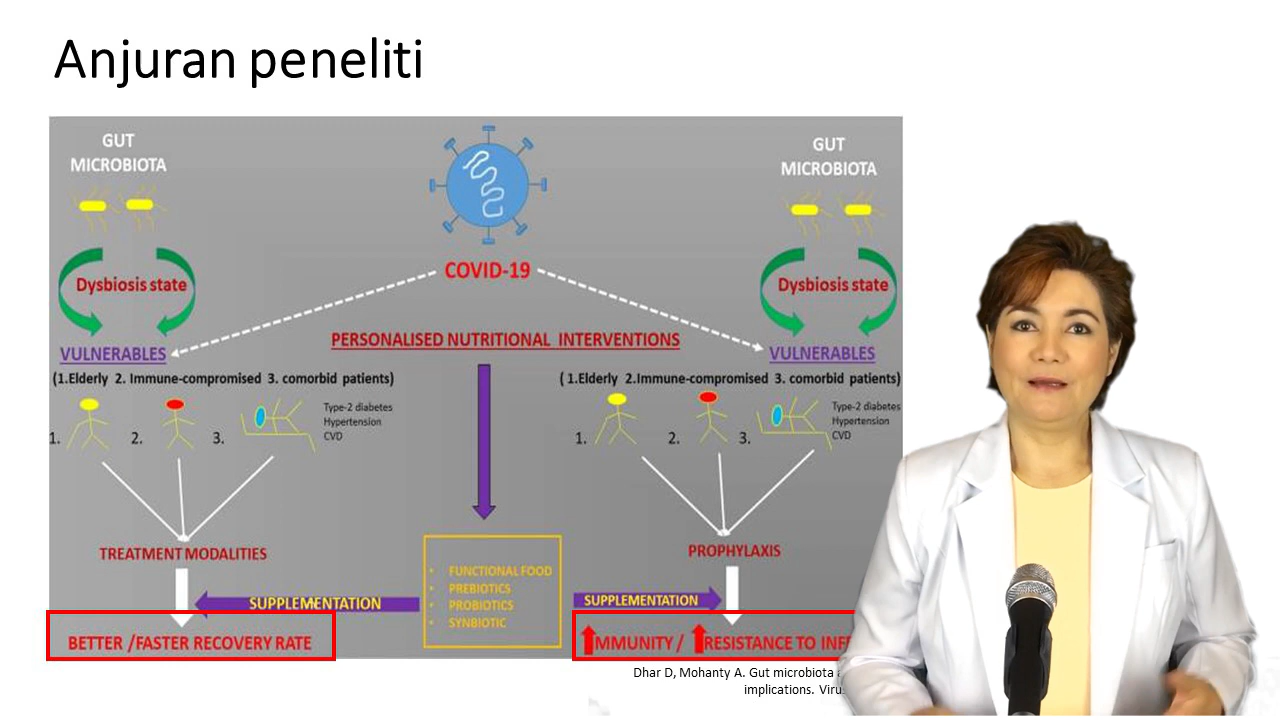 Anjuran peneliti
GUT
MICROBIOTA
Dysbiosis state
VULNERABLES
(1.Elderly 2. Immune-compromised 3. comorbid patients)
1.
2.
3.
Type-2 diabetes
Hypertension
CVD
TREATMENT MODALITIES
SUPPLEMENTATION
BETTER /FASTER RECOVERY RATE
COVID-19
PERSONALISED NUTRITIONAL INTERVENTIONS
• FUNCTIONAL FOOD
• PREBIOTICS
• PROBIOTICS
• SYNBIOTIC
GUT
MICROBIOTA
Dysbiosis state
VULNERABLES
( 1.Elderly 2.Immune-compromised 3. comorbid patients)
1.
2.
3.
Type-2 diabetes
Hypertension
CVD
PROPHYLAXIS
SUPPLEMENTATION
MMUNITY / RESISTANCE TO
Dhar D, Mohanty A. Gut microbiota
implications.